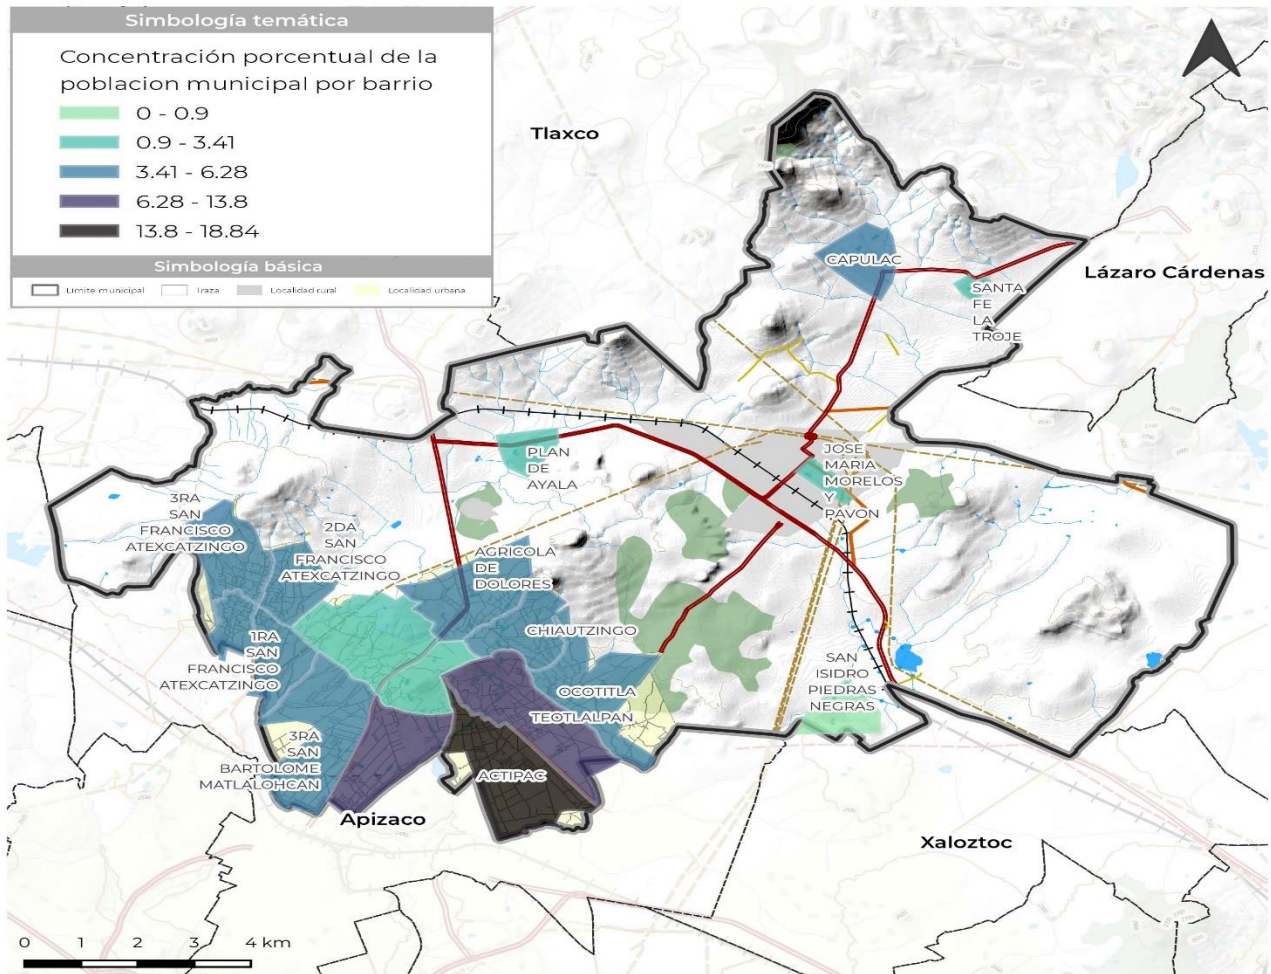 Simbología temática
Concentración porcentual de la
poblacion municipal por barrio
0 - 0.9
0.9 - 3.41
3.41 - 6.28
6.28 - 13.8
13.8 - 18.84
Simbología básica
Límite municipal
Traza
Localidad rural
Localidad urbana
Tlaxco
Lázaro Cárdenas
CAPULAC
SANTA
FE
LA
TROJE
PLAN
DE
AYALA
JOSE
MARIA
MORELOS
Y
PAVON
3RA
SAN
FRANCISCO
ATEXCATZINGO
2DA
SAN
FRANCISCO
ATEXCATZINGO
AGRICOLA
DE
DOLORES
CHIAUTZINGO
1RA
SAN
FRANCISCO
ATEXCATZINGO
OCOTITLA
TEOTLALPAN
SAN
ISIDRO
PIEDRAS
NEGRAS
3RA
SAN
BARTOLOME
MATLALOHCAN
ACTIPAC
Apizaco
Xaloztoc
0 1 2 3 4 km